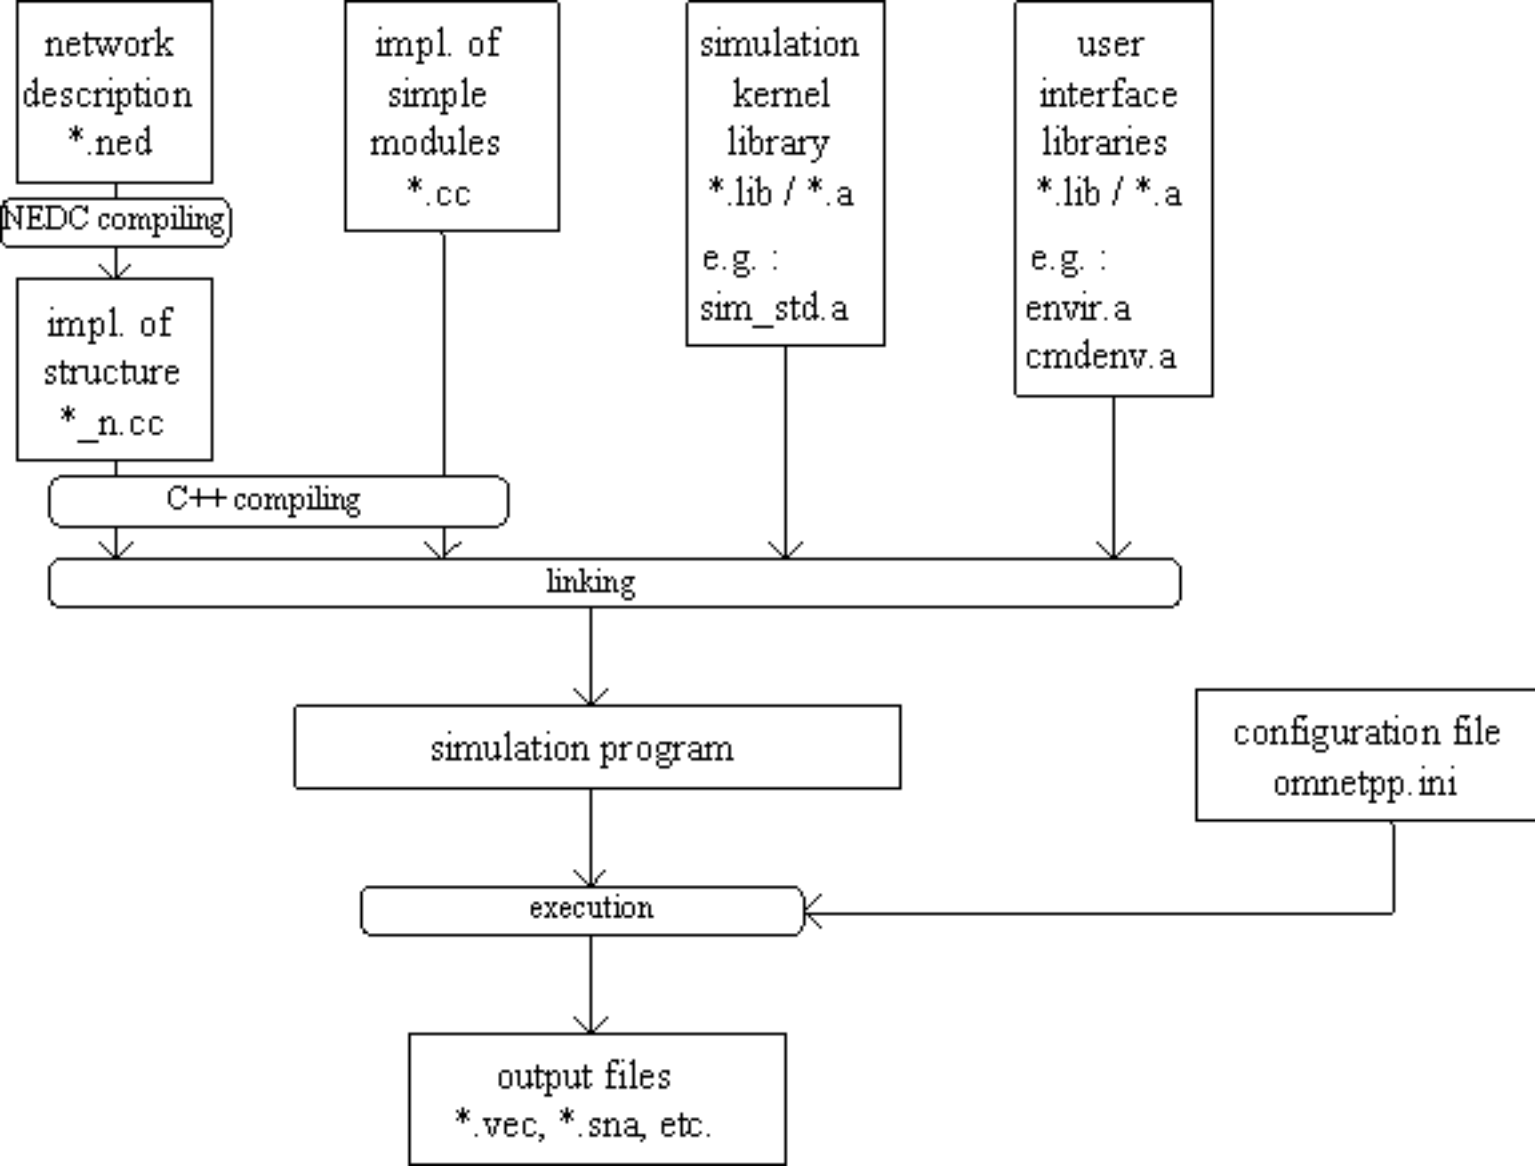 network
description
*.ned
NEDC compiling
impl. of
structure
*_n.cc
impl. of
simple
modules
*.cc
C++ compiling
simulation
kernel
library
*.lib / *.a
e.g. :
sim_std.a
user
interface
libraries
*.lib / *.a
e.g. :
envir.a
cmdenv.a
linking
simulation program
configuration file
omnetpp.ini
execution
output files
*.vec, *.sna, etc.